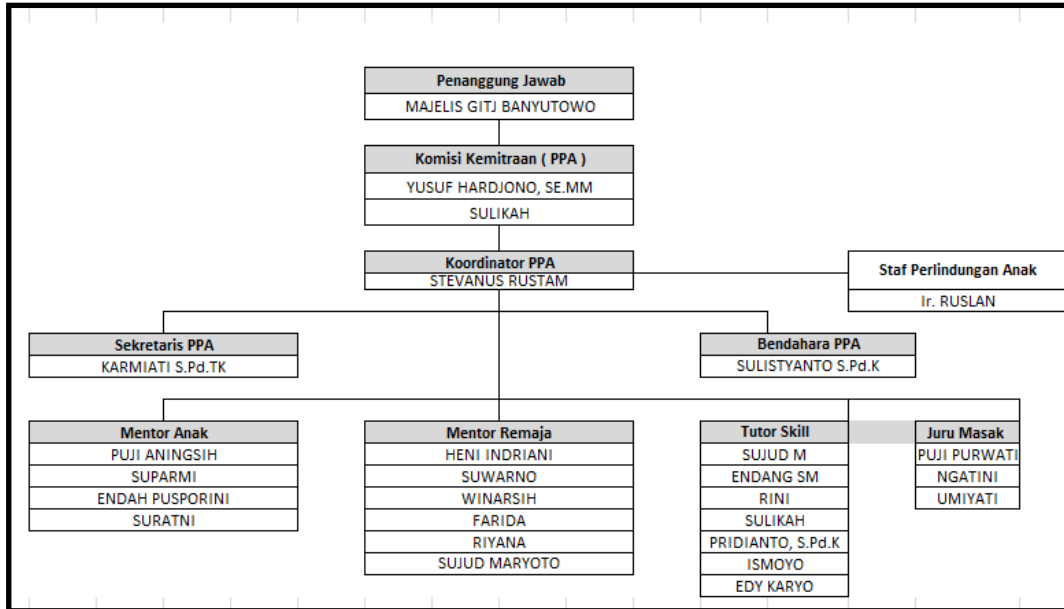 Penanggung Jawab
MAJELIS GITJ BANYUTOWO
Komisi Kemitraan ( PPA )
YUSUF HARDJONO, SE.MM
SULIKAH
Koordinator PPA
STEVANUS RUSTAM
Staf Perlindungan Anak
Ir. RUSLAN
Sekretaris PPA
KARMIATI S.Pd.TK
Bendahara PPA
SULISTYANTO S.Pd.K
Mentor Anak
PUJI ANINGSIH
SUPARMI
ENDAH PUSPORINI
SURATNI
Mentor Remaja
HENI INDRIANI
SUWARNO
WINARSIH
FARIDA
RIYANA
SUJUD MARYOTO
Tutor Skill
SUJUD M
ENDANG SM
RINI
SULIKAH
PRIDIANTO, S.Pd.K
ISMOYO
EDY KARYO
Juru Masak
PUJI PURWATI
NGATINI
UMIYATI